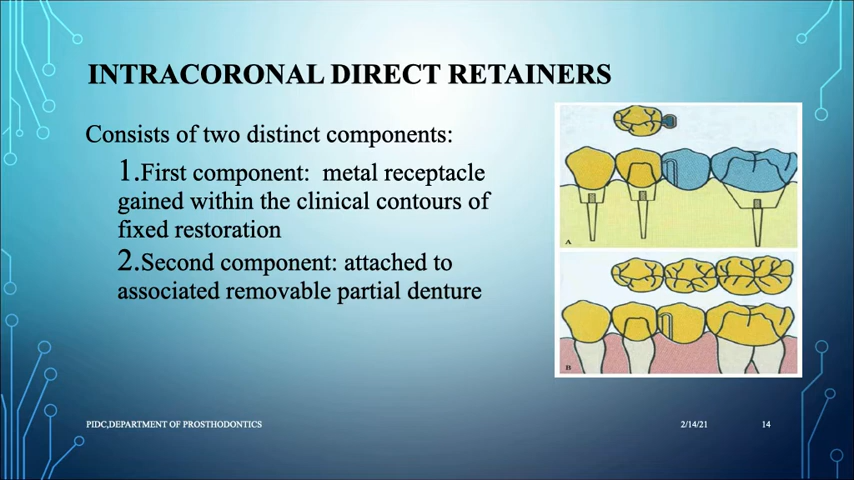 INTRACORONAL DIRECT RETAINERS
Consists of two distinct components:
1.First component:  metal receptacle
gained within the clinical contours of
fixed restoration
2.Second component: attached to
associated removable partial denture
A
B
PIDC,DEPARTMENT OF PROSTHODONTICS
2/14/21
14